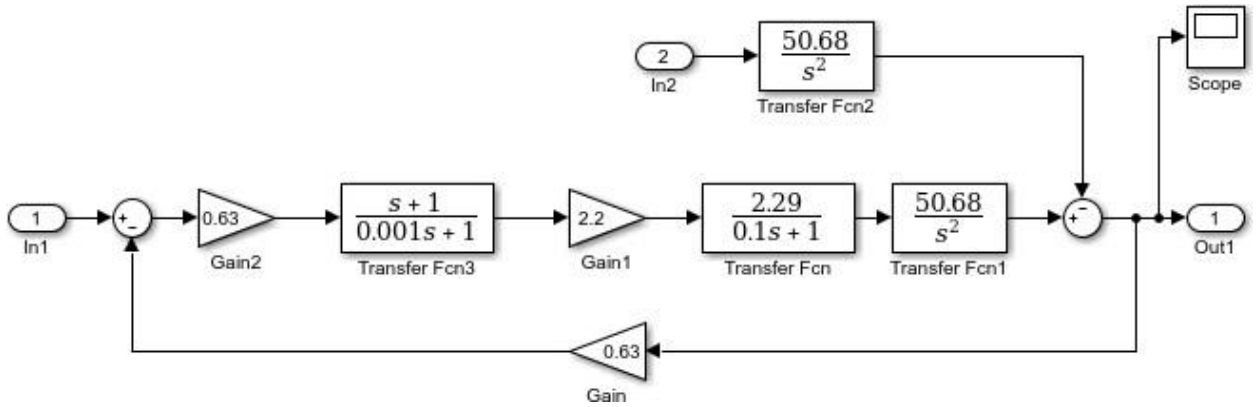 2
In2
50.68
s²
Transfer Fcn2
Scope
1
In1
+
−
0.63
Gain2
s + 1
0.001s + 1
Transfer Fcn3
2.2
Gain1
2.29
0.1s + 1
Transfer Fcn
50.68
s²
Transfer Fcn1
+
−
1
Out1
0.63
Gain